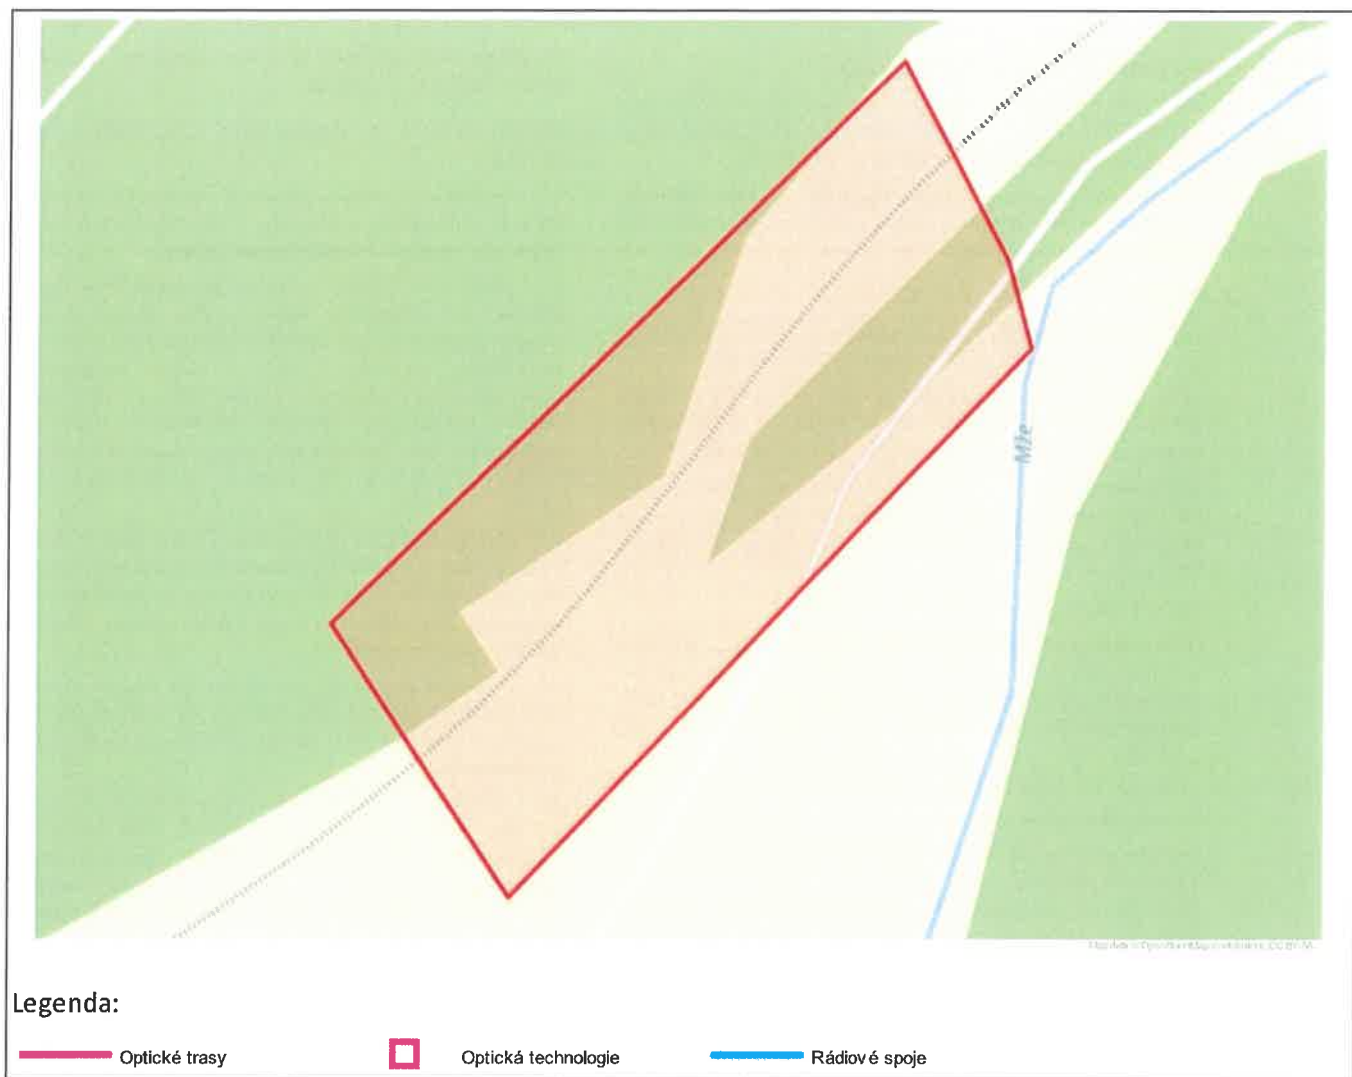 Mže
Legenda:
Optické trasy
Optická technologie
Rádiové spoje